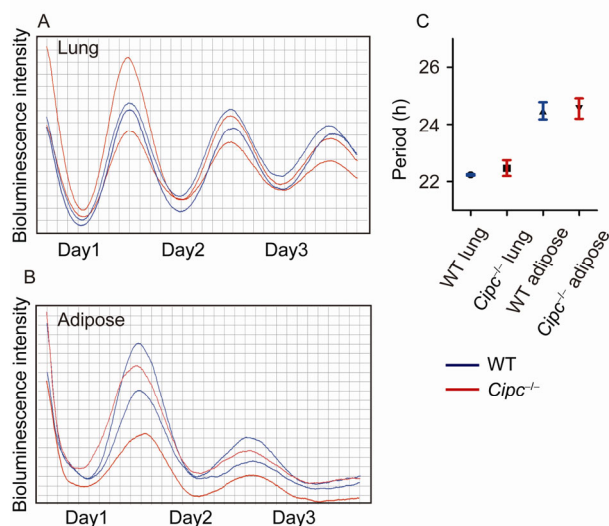 A
Lung
Bioluminescence intensity
Day1 Day2 Day3
B
Adipose
Bioluminescence intensity
Day1 Day2 Day3
C
Period (h)
26
24
22
WT lung
Cipc–/– lung
WT adipose
Cipc–/– adipose
WT
Cipc–/–